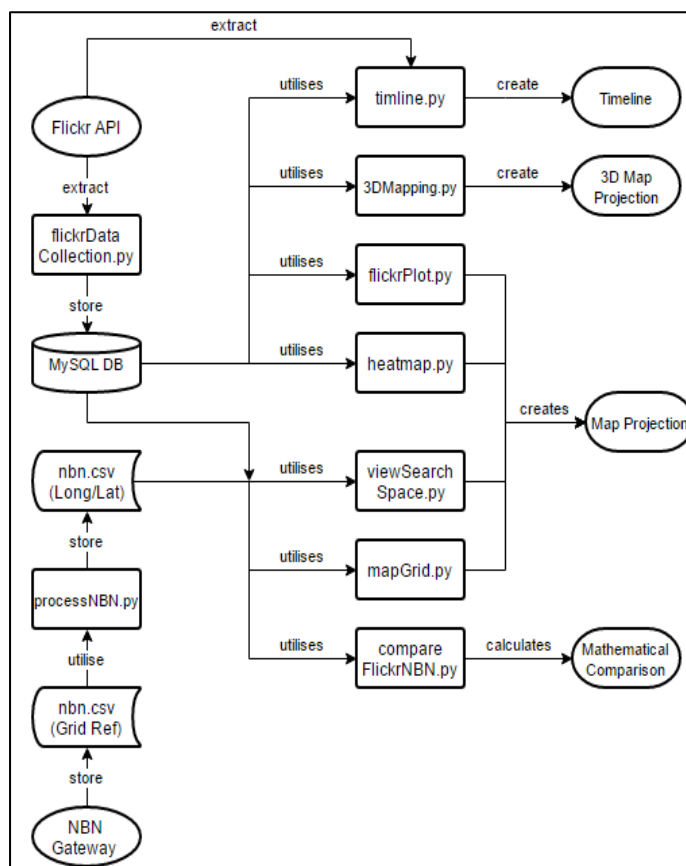 extract
Flickr API
utilises
timline.py
create
Timeline
extract
utilises
3DMapping.py
create
3D Map
Projection
flickrData
Collection.py
utilises
flickrPlot.py
store
MySQL DB
utilises
heatmap.py
creates
Map Projection
nbn.csv
(Long/Lat)
utilises
viewSearch
Space.py
store
processNBN.py
utilises
mapGrid.py
utilise
utilises
compare
FlickrNBN.py
calculates
Mathematical
Comparison
nbn.csv
(Grid Ref)
store
NBN
Gateway